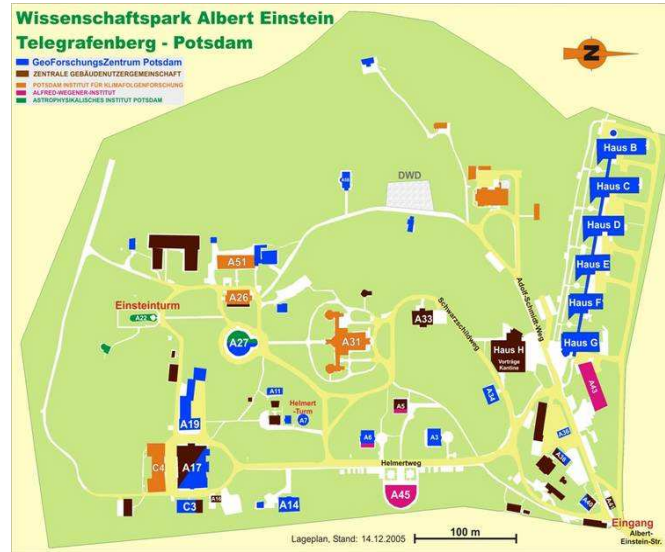 Wissenschaftspark Albert Einstein
Telegrafenberg - Potsdam
GeoForschungsZentrum Potsdam
ZENTRALE GEBÄUDENUTZERGEMEINSCHAFT
POTSDAM INSTITUT FÜR KLIMAFOLGENFORSCHUNG
ALFRED-WEGENER-INSTITUT
ASTROPHYSIKALISCHES INSTITUT POTSDAM
N
Haus B
Haus C
DWD
Haus D
A51
Haus E
A26
Einsteinturm
A22
Adolf-Schmidt-Weg
Schwarzschildweg
Haus F
A33
A27
A31
Haus G
Haus H
Vorträge
Kantine
A43
A11
Helmert
-Turm
A7
A34
A5
A19
A6
A3
C4
A17
Helmertweg
A45
C3
A14
A41
Eingang
Albert-
Einstein-Str.
100 m
Lageplan, Stand: 14.12.2005